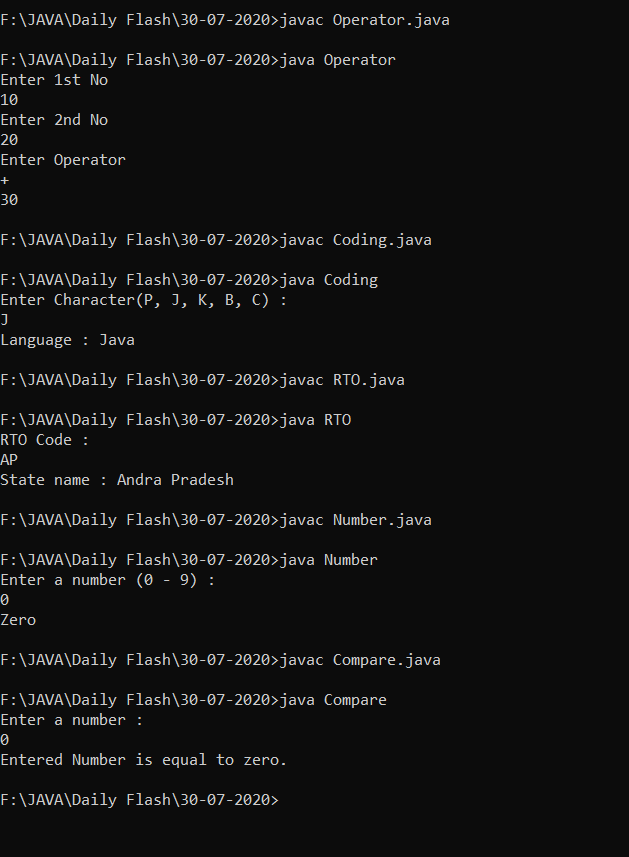 F:\JAVA\Daily Flash\30-07-2020>javac Operator.java
F:\JAVA\Daily Flash\30-07-2020>java Operator
Enter 1st No
10
Enter 2nd No
20
Enter Operator
+
30
F:\JAVA\Daily Flash\30-07-2020>javac Coding.java
F:\JAVA\Daily Flash\30-07-2020>java Coding
Enter Character(P, J, K, B, C) :
J
Language : Java
F:\JAVA\Daily Flash\30-07-2020>javac RTO.java
F:\JAVA\Daily Flash\30-07-2020>java RTO
RTO Code :
AP
State name : Andra Pradesh
F:\JAVA\Daily Flash\30-07-2020>javac Number.java
F:\JAVA\Daily Flash\30-07-2020>java Number
Enter a number (0 - 9) :
0
Zero
F:\JAVA\Daily Flash\30-07-2020>javac Compare.java
F:\JAVA\Daily Flash\30-07-2020>java Compare
Enter a number :
0
Entered Number is equal to zero.
F:\JAVA\Daily Flash\30-07-2020>